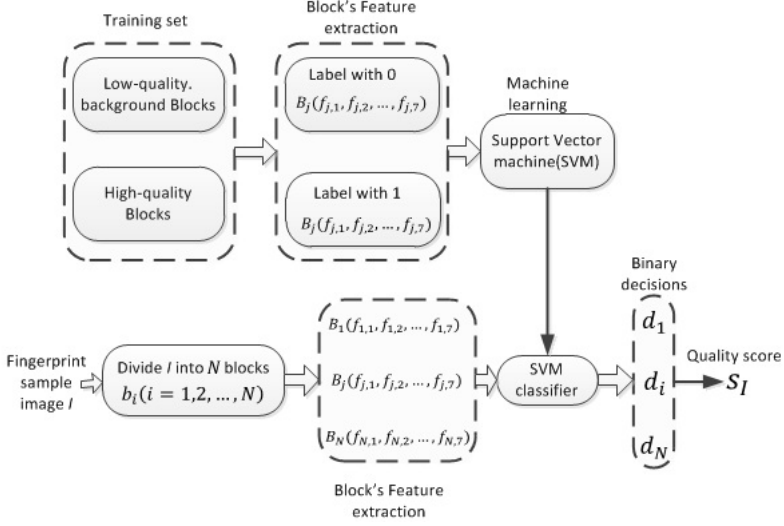 Training set
Block's Feature
extraction
Low-quality.
background Blocks
High-quality
Blocks
Label with 0
B_j(f_{j,1}, f_{j,2}, ..., f_{j,7})
Label with 1
B_j(f_{j,1}, f_{j,2}, ..., f_{j,7})
Machine
learning
Support Vector
machine(SVM)
Fingerprint
sample
image I
Divide I into N blocks
b_i(i = 1,2, ..., N)
B_1(f_{1,1}, f_{1,2}, ..., f_{1,7})
B_j(f_{j,1}, f_{j,2}, ..., f_{j,7})
B_N(f_{N,1}, f_{N,2}, ..., f_{N,7})
Block's Feature
extraction
SVM
classifier
Binary
decisions
d_1
d_i
d_N
Quality score
S_I